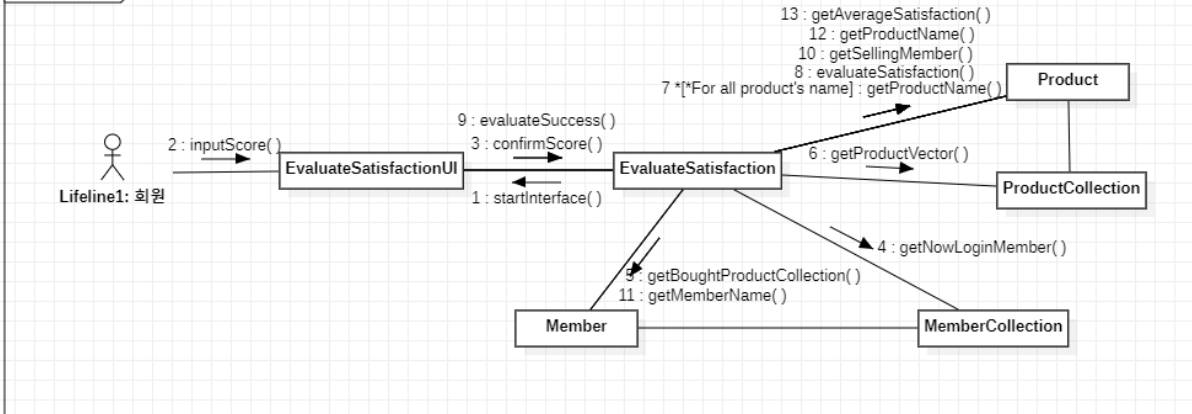 13 : getAverageSatisfaction( )
12 : getProductName( )
10 : getSellingMember( )
8 : evaluateSatisfaction( )
7 *[*For all product's name] : getProductName( )
Product
9 : evaluateSuccess( )
2 : inputScore( )
3 : confirmScore( )
6 : getProductVector( )
EvaluateSatisfactionUI
EvaluateSatisfaction
ProductCollection
Lifeline1: 회원
1 : startInterface( )
4 : getNowLoginMember( )
5 : getBoughtProductCollection( )
11 : getMemberName( )
Member
MemberCollection